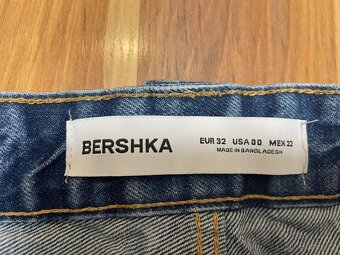 BERSHKA
EUR 32 USA 00 MEX 22
MADE IN BANGLADESH